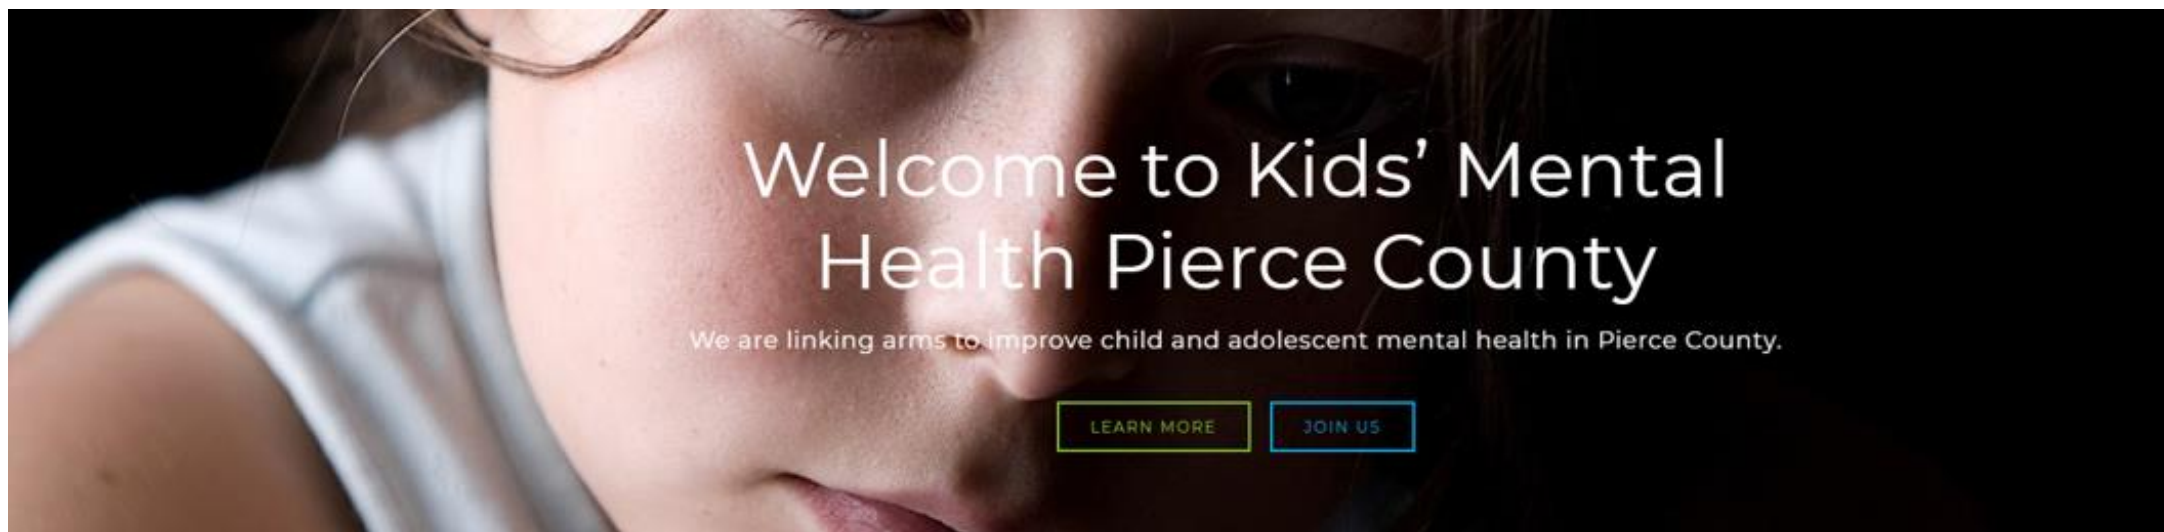 Welcome to Kids’ Mental
Health Pierce County
We are linking arms to improve child and adolescent mental health in Pierce County.
LEARN MORE
JOIN US